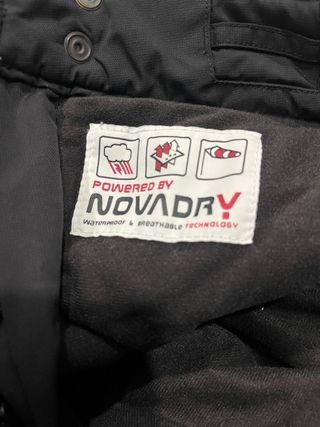 POWERED BY
NOVADRY
WATERPROOF & BREATHABLE TECHNOLOGY